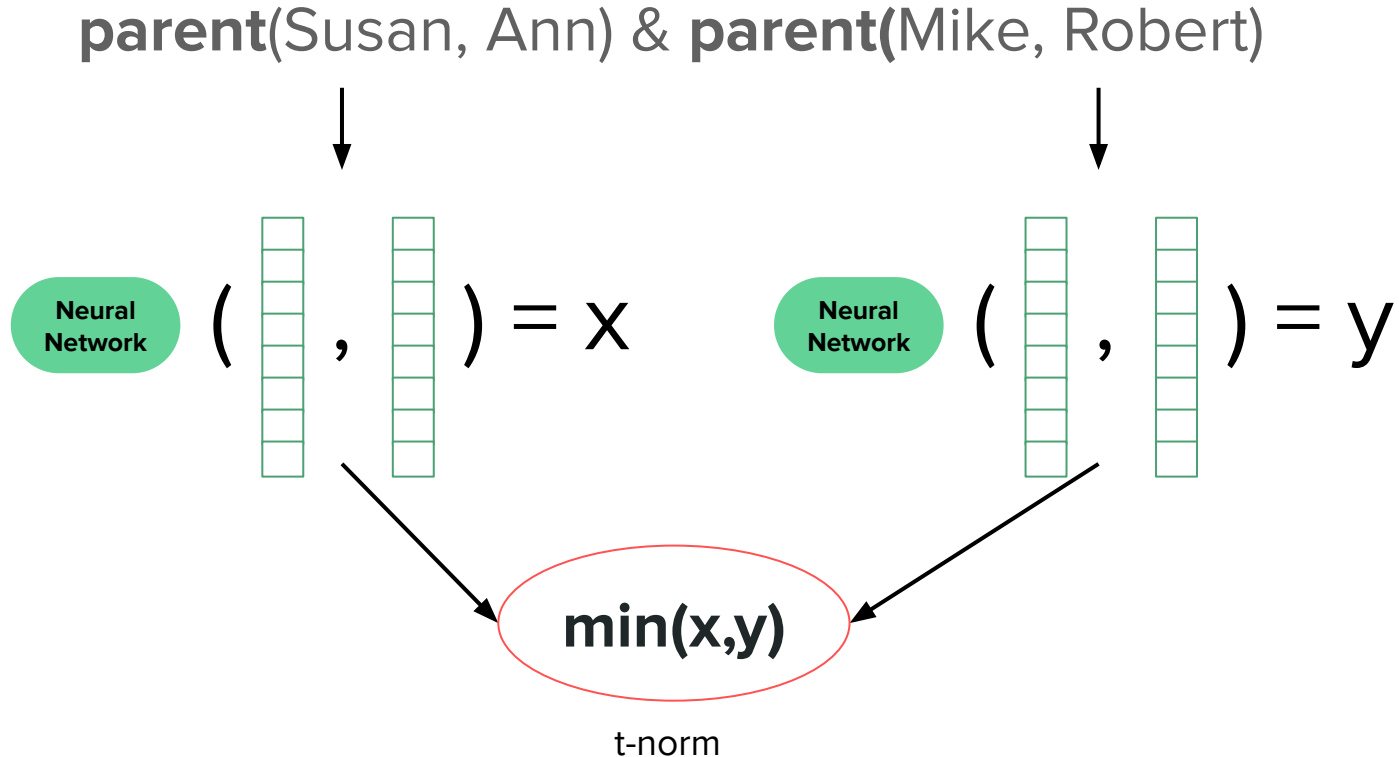 parent(Susan, Ann) & parent(Mike, Robert)
Neural
Network
( , ) = x
Neural
Network
( , ) = y
min(x,y)
t-norm